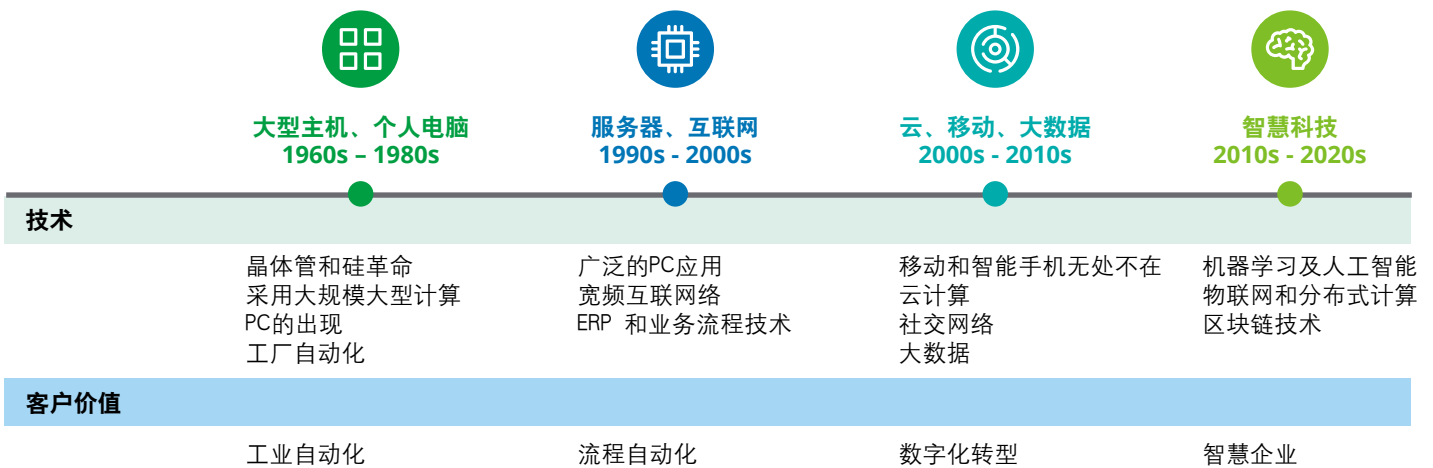 大型主机、个人电脑
1960s – 1980s
服务器、互联网
1990s - 2000s
云、移动、大数据
2000s - 2010s
智慧科技
2010s - 2020s
技术
晶体管和硅革命
采用大规模大型计算
PC的出现
工厂自动化
广泛的PC应用
宽频互联网络
ERP 和业务流程技术
移动和智能手机无处不在
云计算
社交网络
大数据
机器学习及人工智能
物联网和分布式计算
区块链技术
客户价值
工业自动化
流程自动化
数字化转型
智慧企业